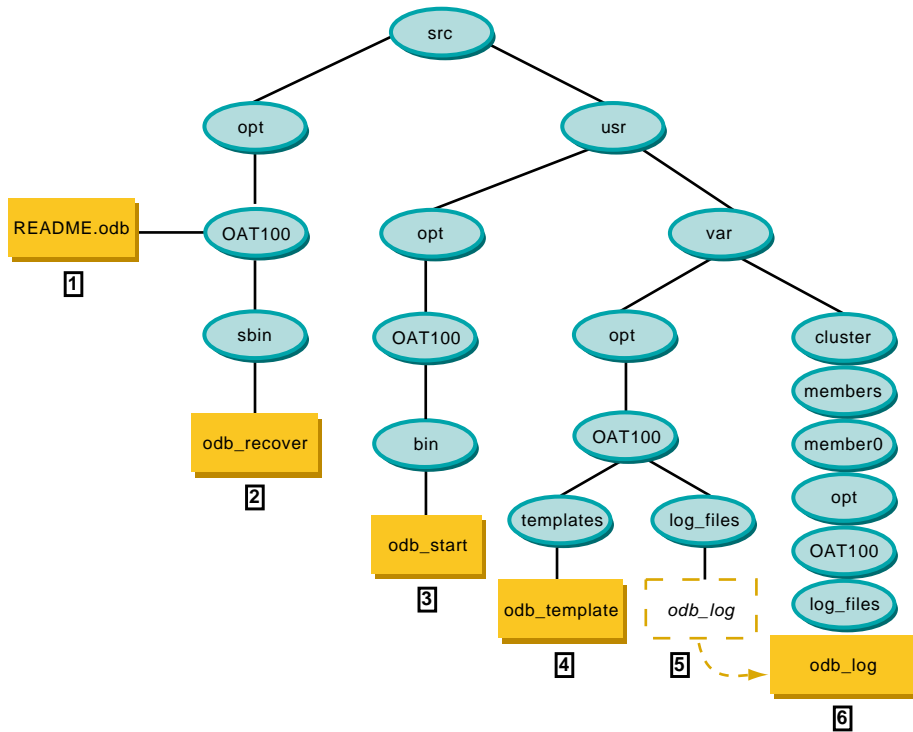 src
opt
usr
README.odb
OAT100
opt
var
1
sbin
OAT100
opt
cluster
members
odb_recover
bin
OAT100
member0
2
opt
templates
log_files
odb_start
OAT100
3
odb_template
odb_log
log_files
4
5
odb_log
6